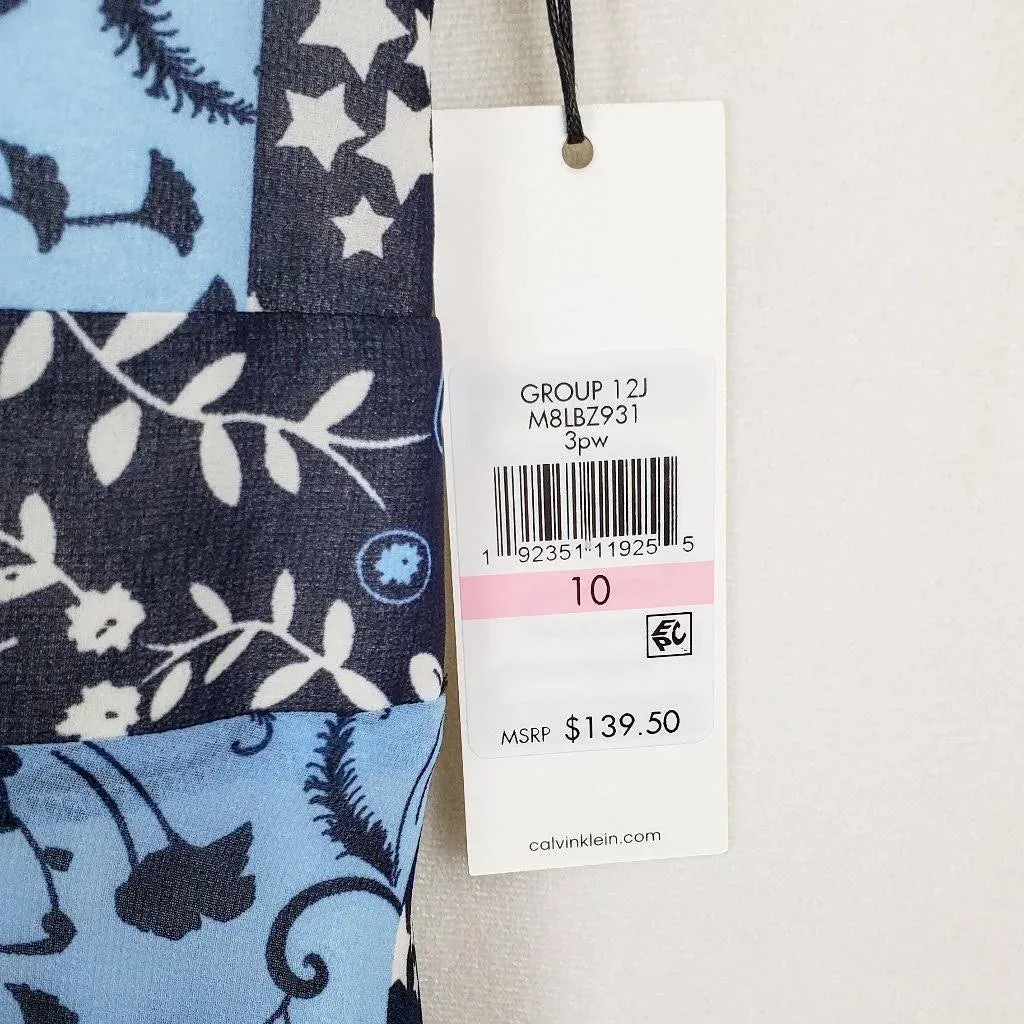 GROUP 12J
M8LBZ931
3pw
1 92351 11925 5
10
EPC
MSRP $139.50
calvinklein.com